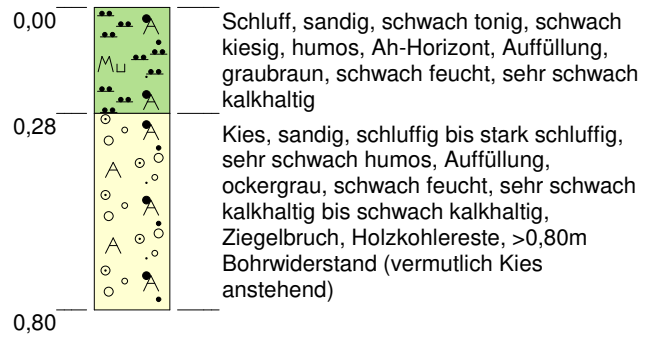 0,00
Schluff, sandig, schwach tonig, schwach
kiesig, humos, Ah-Horizont, Auffüllung,
graubraun, schwach feucht, sehr schwach
kalkhaltig
A
Mu
A
0,28
Kies, sandig, schluffig bis stark schluffig,
sehr schwach humos, Auffüllung,
ockergrau, schwach feucht, sehr schwach
kalkhaltig bis schwach kalkhaltig,
Ziegelbruch, Holzkohlereste, >0,80m
Bohrwiderstand (vermutlich Kies
anstehend)
A
A
A
A
A
0,80